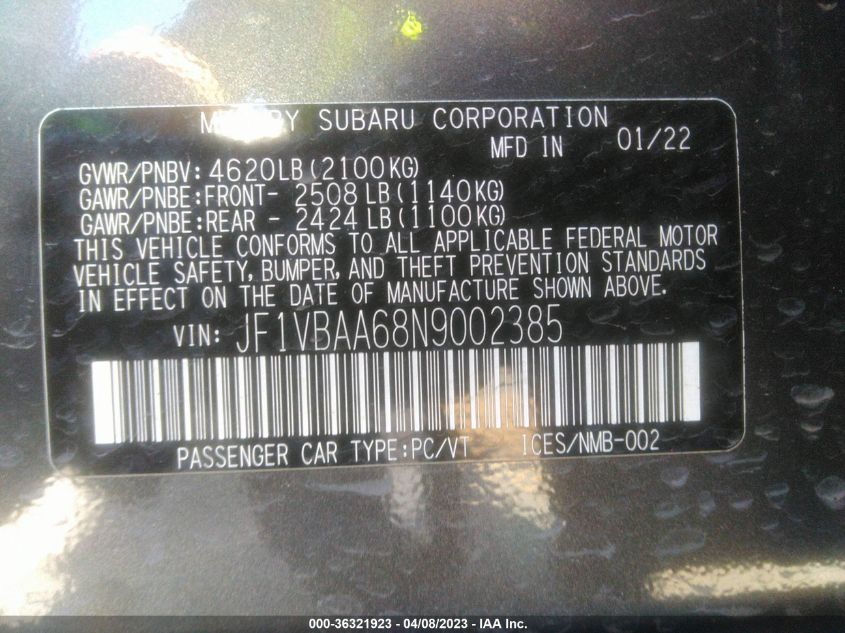 SUBARU CORPORATION
MFD IN 01/22
GVWR/PNBV: 4620LB(2100KG)
GAWR/PNBE:FRONT- 2508 LB(1140KG)
GAWR/PNBE:REAR - 2424 LB(1100KG)
THIS VEHICLE CONFORMS TO ALL APPLICABLE FEDERAL MOTOR
VEHICLE SAFETY, BUMPER, AND THEFT PREVENTION STANDARDS
IN EFFECT ON THE DATE OF MANUFACTURE SHOWN ABOVE.
VIN: JF1VBAA68N9002385
PASSENGER CAR TYPE:PC/VT ICES/NMB-002
000-36321923 - 04/08/2023 - IAA Inc.